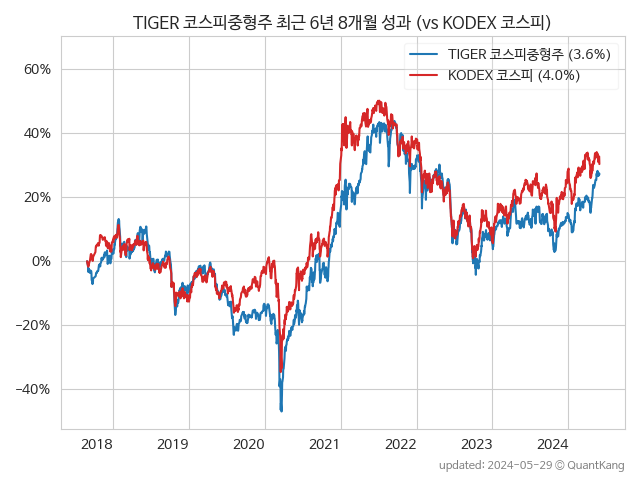 TIGER 코스피중형주 최근 6년 8개월 성과 (vs KODEX 코스피)
TIGER 코스피중형주 (3.6%)
KODEX 코스피 (4.0%)
60%
40%
20%
0%
−20%
−40%
2018 2019 2020 2021 2022 2023 2024
updated: 2024-05-29 © QuantKang